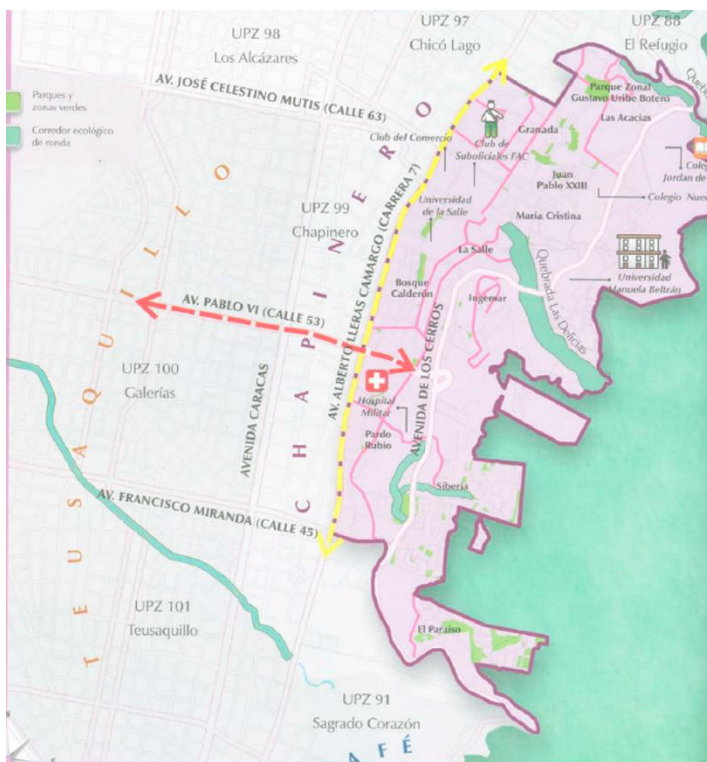 UPZ 98
Los Alcázares
UPZ 97
Chicó Lago
UPZ 88
El Refugio
Parques y
zonas verdes
Corredor ecológico
de ronda
AV. JOSÉ CELESTINO MUTIS (CALLE 63)
Parque Zonal
Gustavo Uribe Botero
Las Acacias
Granada
Club del Comercio
Club de
Suboficiales FAC
Juan
Pablo XXIII
Jordan de
Colegio
Universidad
de la Salle
María Cristina
UPZ 99
Chapinero
CHAPINERO
TEUSAQUILLO
AV. ALBERTO LLERAS CAMARGO (CARRERA 7)
La Salle
Quebrada Las Delicias
Universidad
Manuela Beltrán
Bosque
Calderón
Ingemar
AV. PABLO VI (CALLE 53)
UPZ 100
Galerías
AVENIDA CARACAS
AVENIDA DE LOS CERROS
Hospital
Militar
Pardo
Rubio
Siberia
AV. FRANCISCO MIRANDA (CALLE 45)
UPZ 101
Teusaquillo
El Paraíso
UPZ 91
Sagrado Corazón